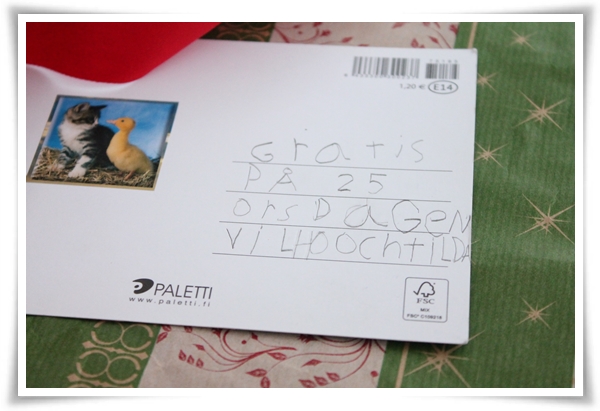 1,20 € E14
Gratis
PÅ 25
orsDaGeN
ViLHOOchtiLDA
PALETTI
www.paletti.fi
FSC
MIX